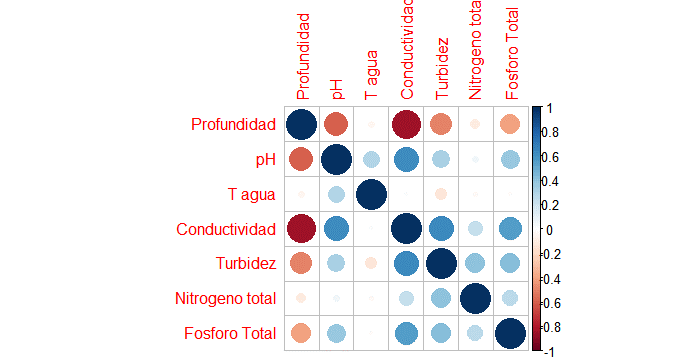 Profundidad
pH
T agua
Conductividad
Turbidez
Nitrogeno total
Fosforo Total
Profundidad
pH
T agua
Conductividad
Turbidez
Nitrogeno total
Fosforo Total
1
0.8
0.6
0.4
0.2
0
-0.2
-0.4
-0.6
-0.8
-1